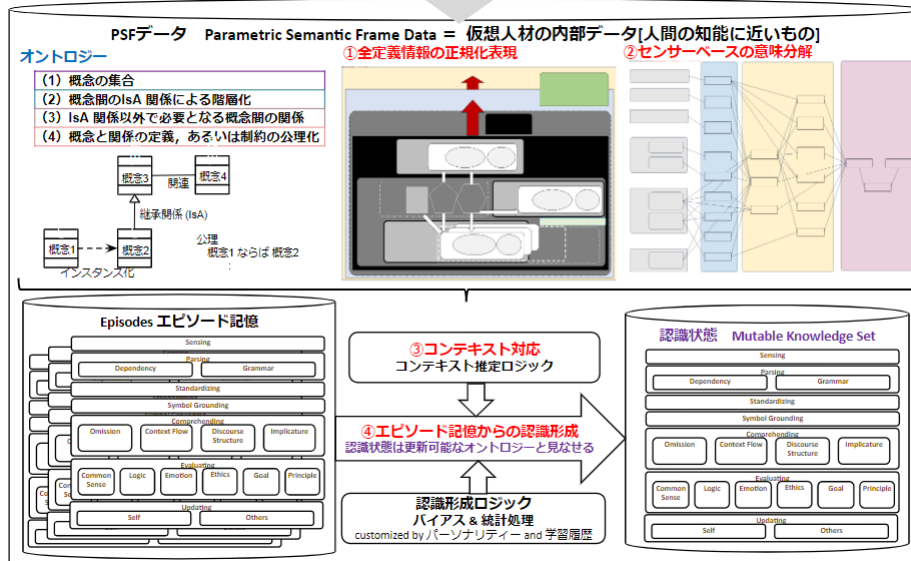 PSFデータ Parametric Semantic Frame Data = 仮想人材の内部データ[人間の知能に近いもの]
オントロジー
(1) 概念の集合
(2) 概念間のIsA 関係による階層化
(3) IsA 関係以外で必要となる概念間の関係
(4) 概念と関係の定義，あるいは制約の公理化
概念3
概念4
関連
継承関係 (IsA)
概念1
概念2
インスタンス化
公理
概念1 ならば 概念2
:
①全定義情報の正規化表現
②センサーベースの意味分解
Episodes エピソード記憶
Sensing
Parsing
Dependency
Grammar
Standardizing
Symbol Grounding
Comprehending
Omission
Context Flow
Discourse
Structure
Implicature
Evaluating
Common
Sense
Logic
Emotion
Ethics
Goal
Principle
Updating
Self
Others
③コンテキスト対応
コンテキスト推定ロジック
④エピソード記憶からの認識形成
認識状態は更新可能なオントロジーと見なせる
認識形成ロジック
バイアス & 統計処理
customized by パーソナリティー and 学習履歴
認識状態 Mutable Knowledge Set
Sensing
Parsing
Dependency
Grammar
Standardizing
Symbol Grounding
Comprehending
Omission
Context Flow
Discourse
Structure
Implicature
Evaluating
Common
Sense
Logic
Emotion
Ethics
Goal
Principle
Updating
Self
Others